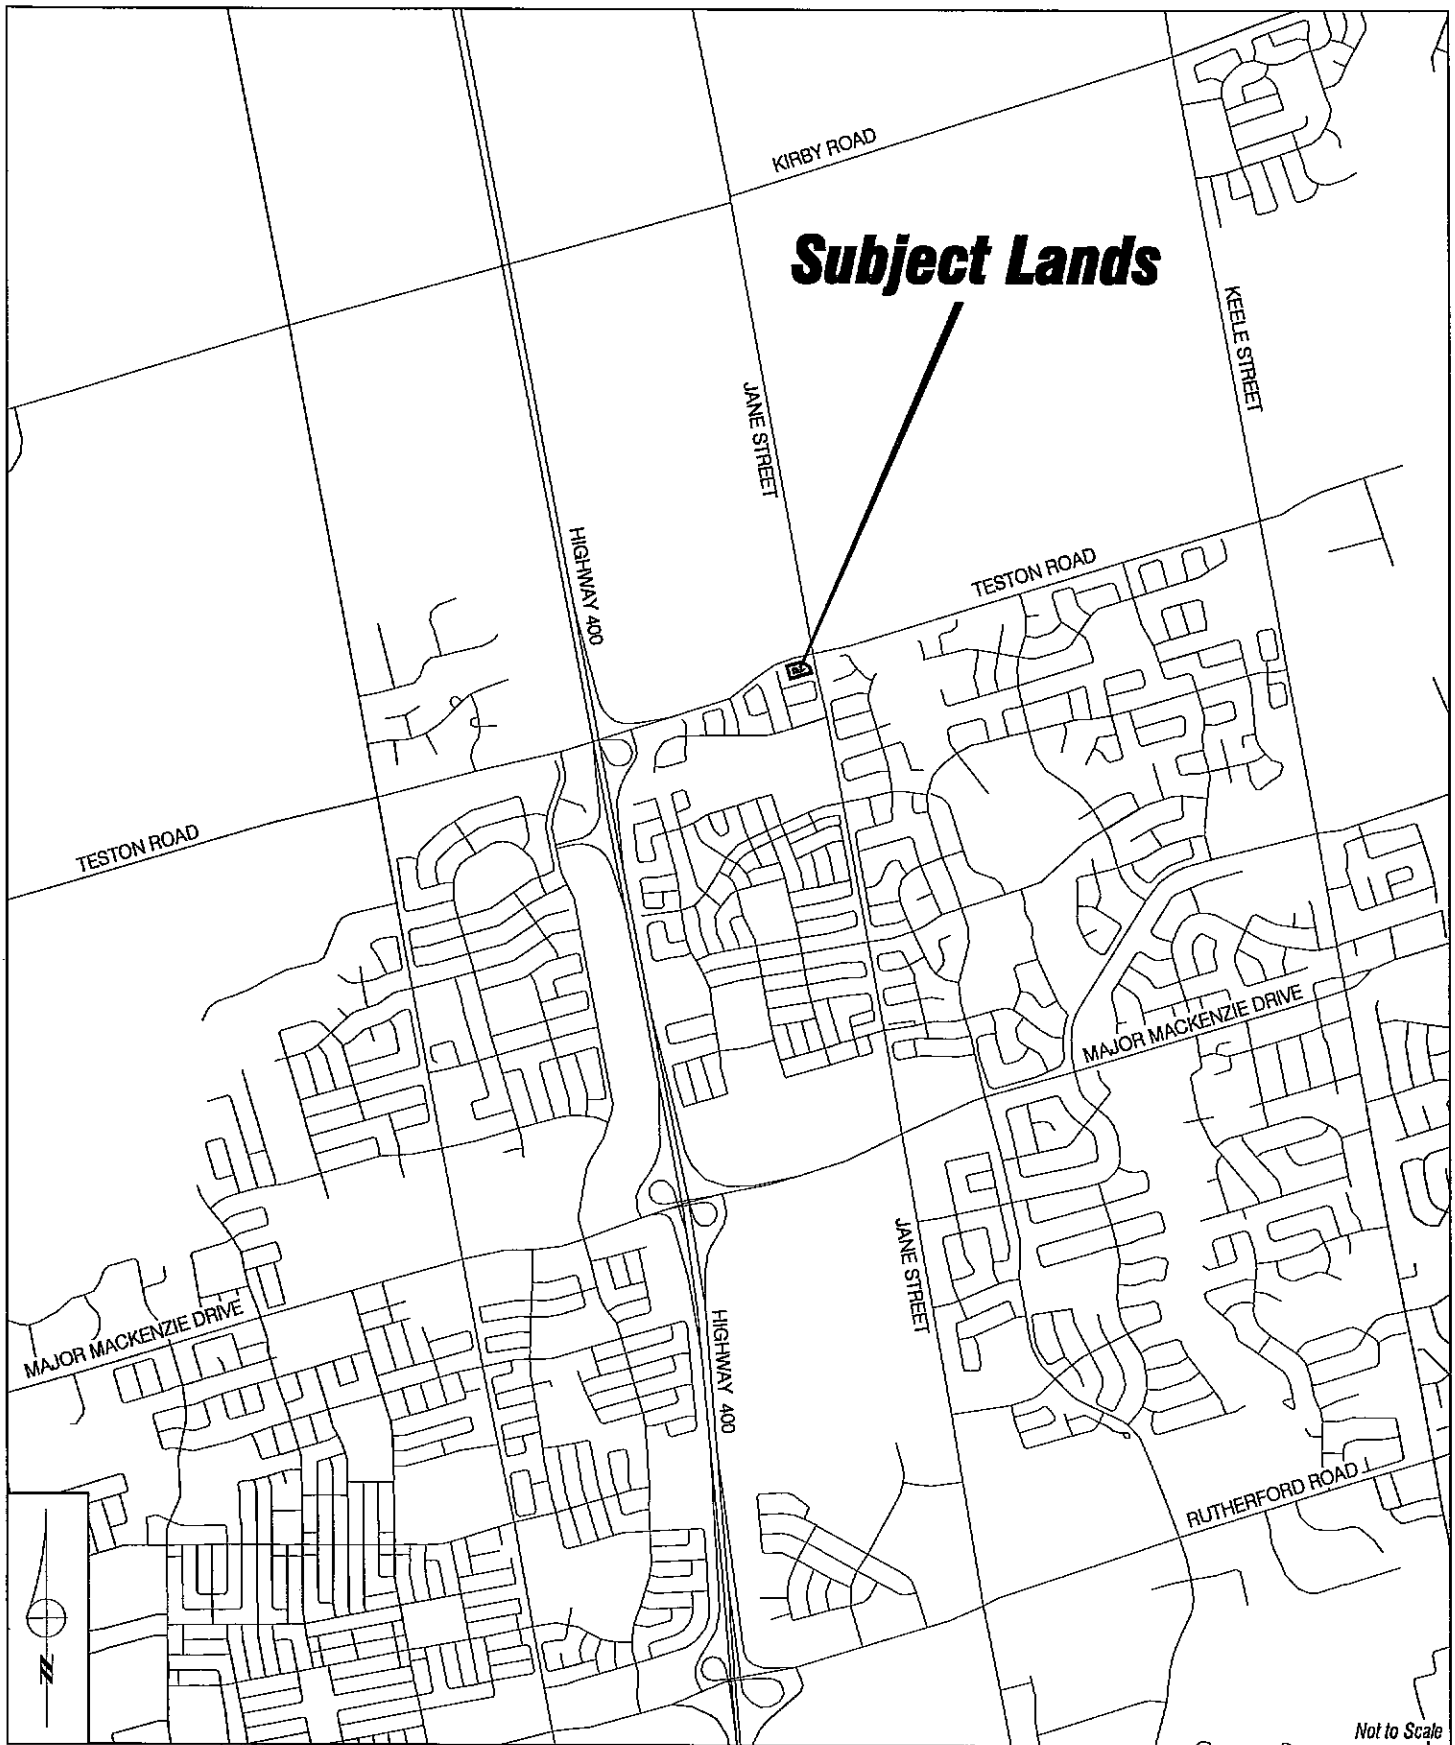 KIRBY ROAD
Subject Lands
KEELE STREET
JANE STREET
HIGHWAY 400
TESTON ROAD
TESTON ROAD
MAJOR MACKENZIE DRIVE
JANE STREET
MAJOR MACKENZIE DRIVE
HIGHWAY 400
RUTHERFORD ROAD
N
Not to Scale